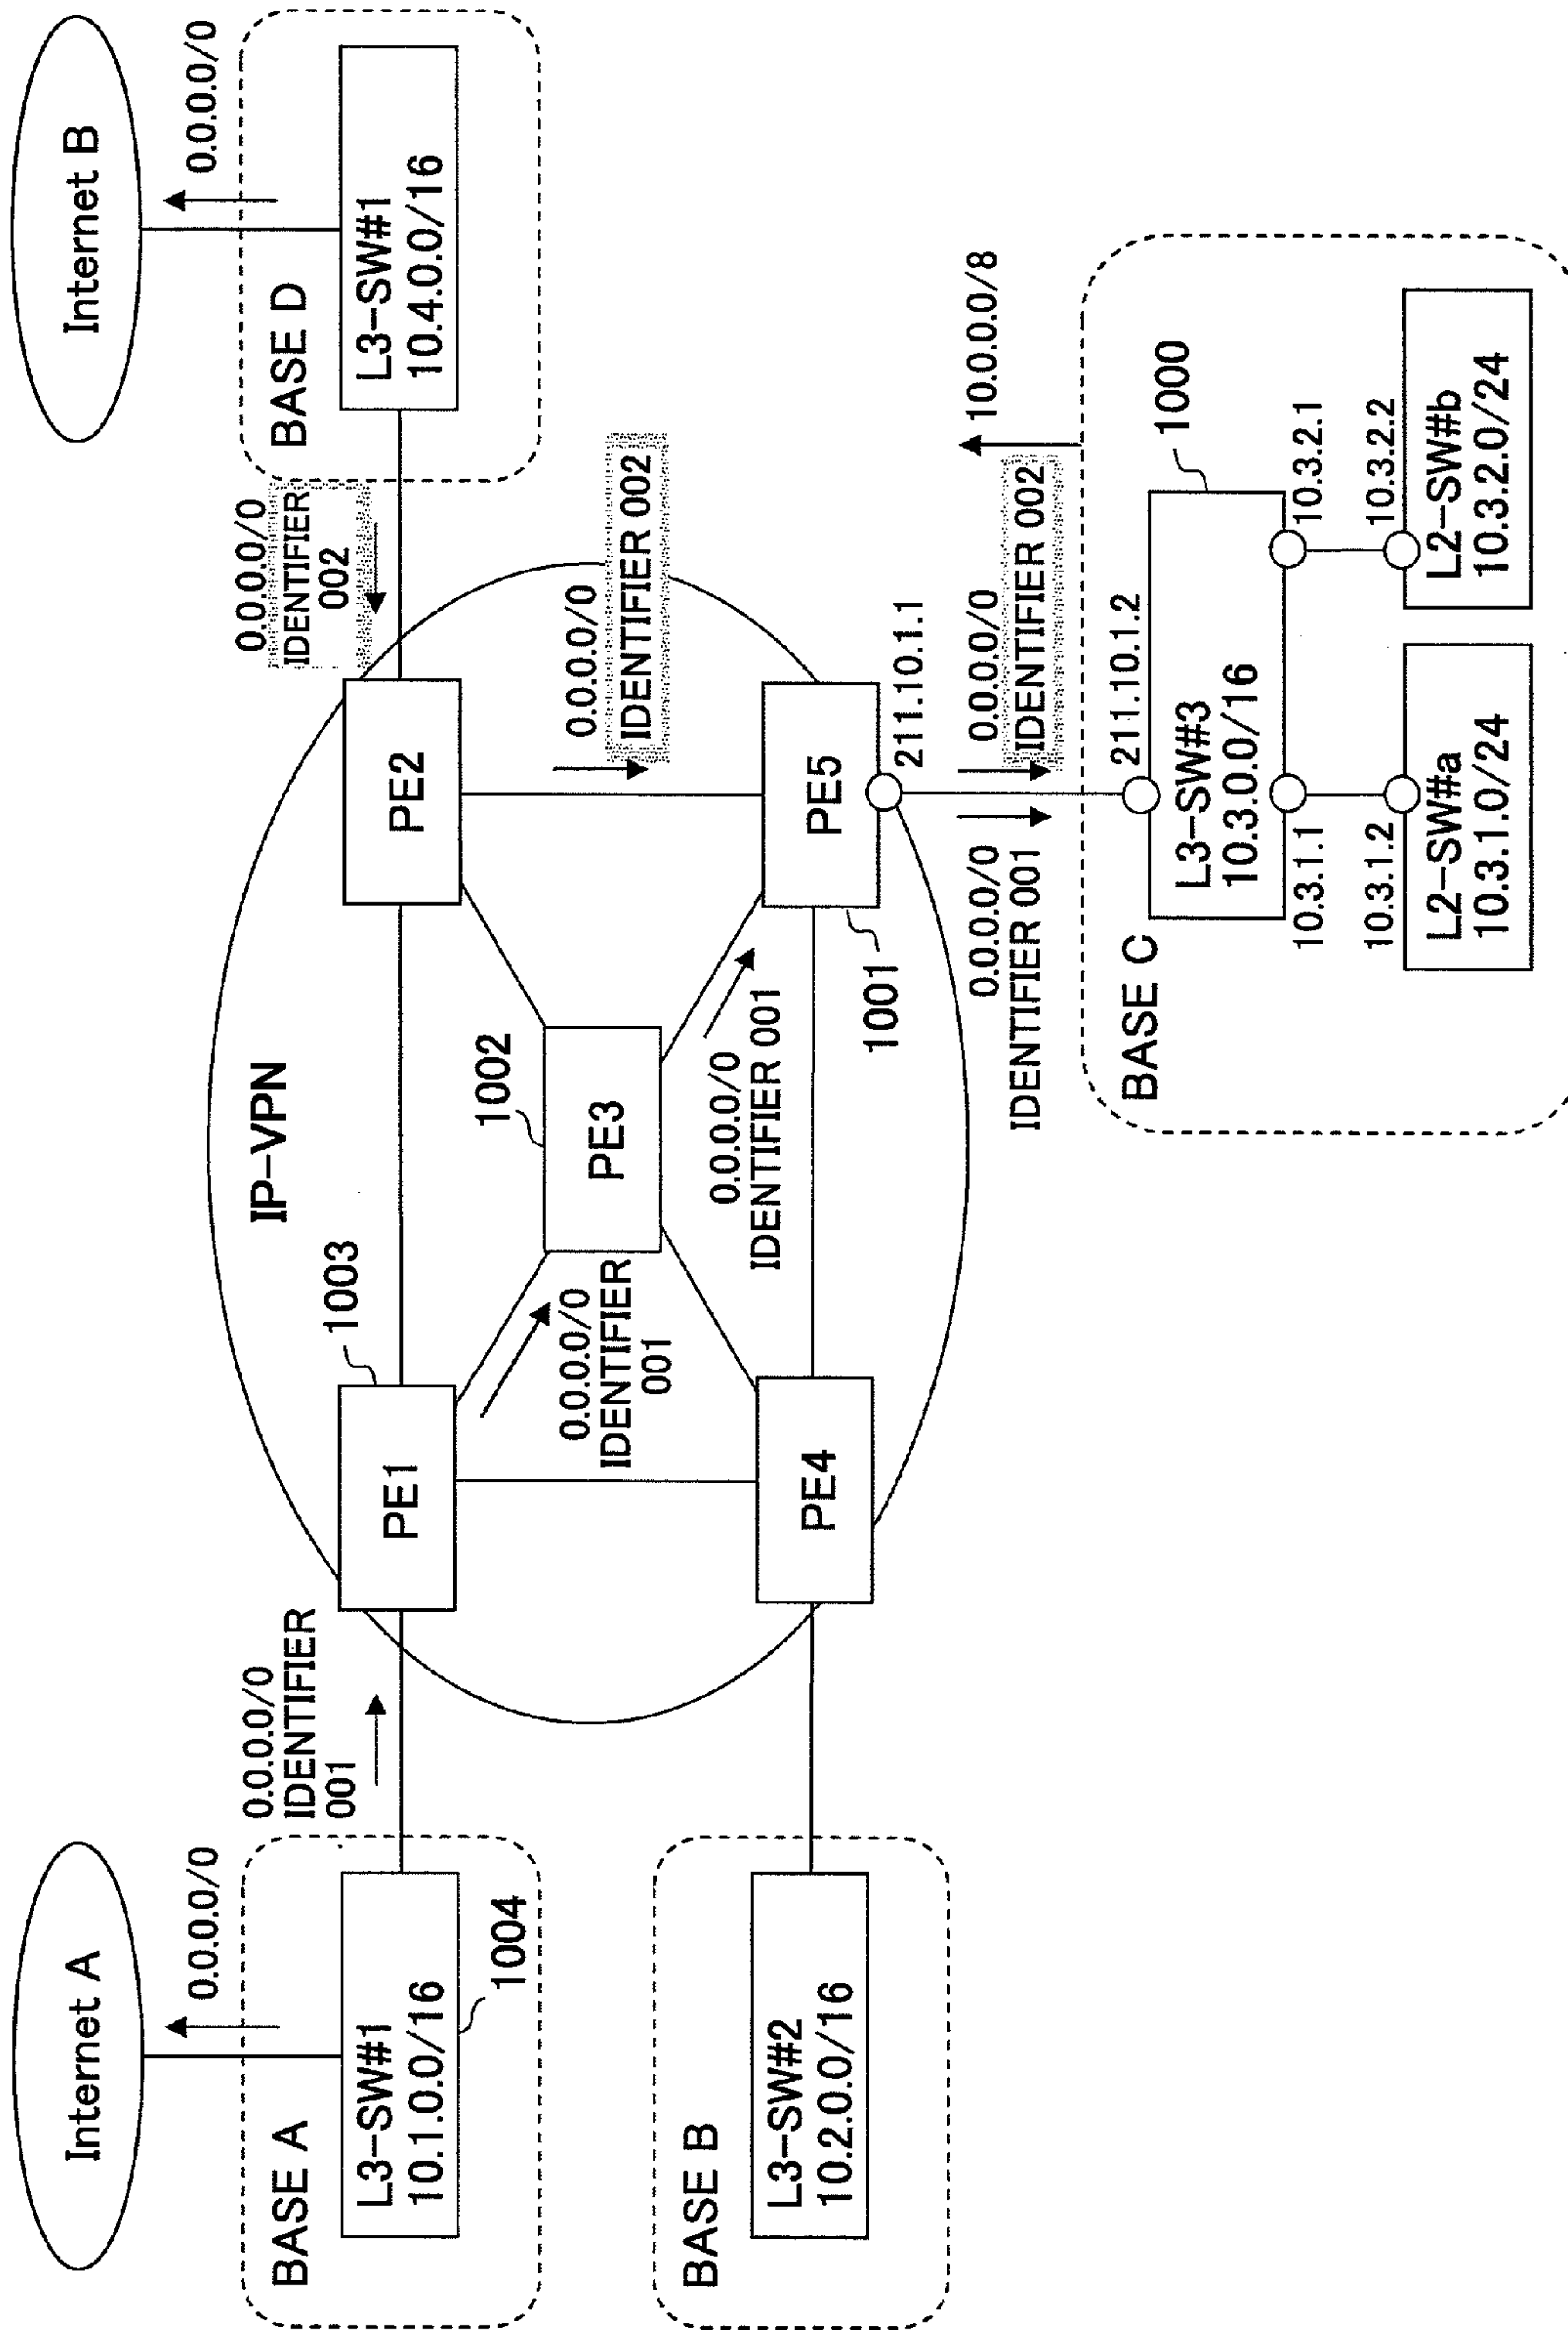 Internet A
0.0.0.0/0
BASE A
L3-SW#1
10.1.0.0/16
1004
0.0.0.0/0
IDENTIFIER
001
Internet B
0.0.0.0/0
BASE D
L3-SW#1
10.4.0.0/16
0.0.0.0/0
IDENTIFIER
002
IP-VPN
1003
PE1
PE2
0.0.0.0/0
IDENTIFIER
001
1002
PE3
0.0.0.0/0
IDENTIFIER 002
0.0.0.0/0
IDENTIFIER 001
PE4
PE5
1001
211.10.1.1
BASE B
L3-SW#2
10.2.0.0/16
0.0.0.0/0
IDENTIFIER 001
0.0.0.0/0
IDENTIFIER 002
10.0.0.0/8
BASE C
211.10.1.2
1000
L3-SW#3
10.3.0.0/16
10.3.1.1
10.3.2.1
10.3.1.2
10.3.2.2
L2-SW#a
10.3.1.0/24
L2-SW#b
10.3.2.0/24